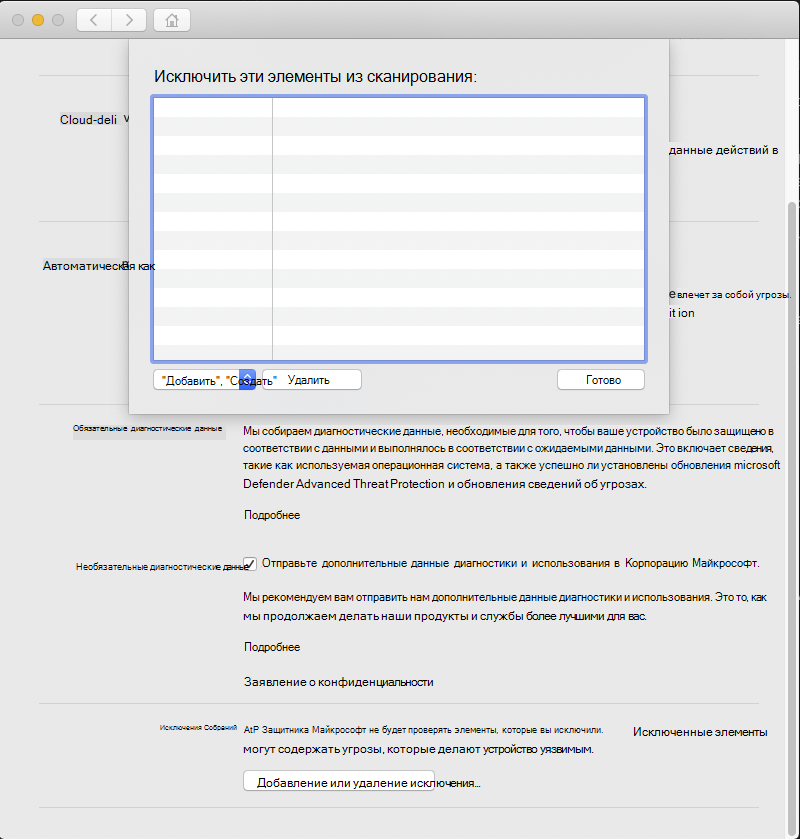 Исключить эти элементы из сканирования:
Cloud-deli v
данные действий в
Автоматическая как
е влечет за собой угрозы.
it ion
"Добавить", "Создать"
Удалить
Готово
Обязательные диагностические данные
Мы собираем диагностические данные, необходимые для того, чтобы ваше устройство было защищено в
соответствии с данными и выполнялось в соответствии с ожидаемыми данными. Это включает сведения,
такие как используемая операционная система, а также успешно ли установлены обновления microsoft
Defender Advanced Threat Protection и обновления сведений об угрозах.
Подробнее
Необязательные диагностические данные
Отправьте дополнительные данные диагностики и использования в Корпорацию Майкрософт.
Мы рекомендуем вам отправить нам дополнительные данные диагностики и использования. Это то, как
мы продолжаем делать наши продукты и службы более лучшими для вас.
Подробнее
Заявление о конфиденциальности
Исключения Собраний
AtP Защитника Майкрософт не будет проверять элементы, которые вы исключили.
Исключенные элементы
могут содержать угрозы, которые делают устройство уязвимым.
Добавление или удаление исключения...